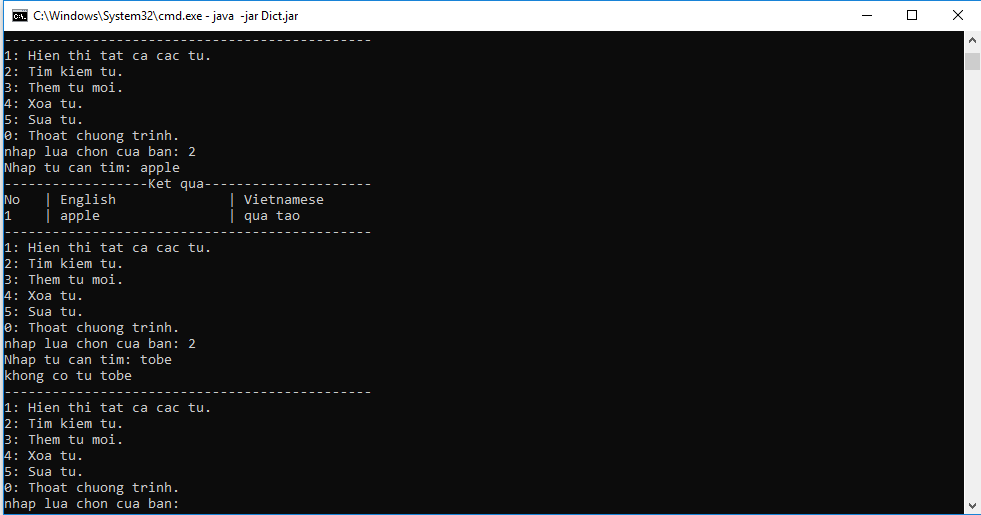 C:\Windows\System32\cmd.exe - java  -jar Dict.jar
----------------------------------------------
1: Hien thi tat ca cac tu.
2: Tim kiem tu.
3: Them tu moi.
4: Xoa tu.
5: Sua tu.
0: Thoat chuong trinh.
nhap lua chon cua ban: 2
Nhap tu can tim: apple
------------------Ket qua---------------------
No   | English              | Vietnamese
1    | apple                | qua tao
----------------------------------------------
1: Hien thi tat ca cac tu.
2: Tim kiem tu.
3: Them tu moi.
4: Xoa tu.
5: Sua tu.
0: Thoat chuong trinh.
nhap lua chon cua ban: 2
Nhap tu can tim: tobe
khong co tu tobe
----------------------------------------------
1: Hien thi tat ca cac tu.
2: Tim kiem tu.
3: Them tu moi.
4: Xoa tu.
5: Sua tu.
0: Thoat chuong trinh.
nhap lua chon cua ban: